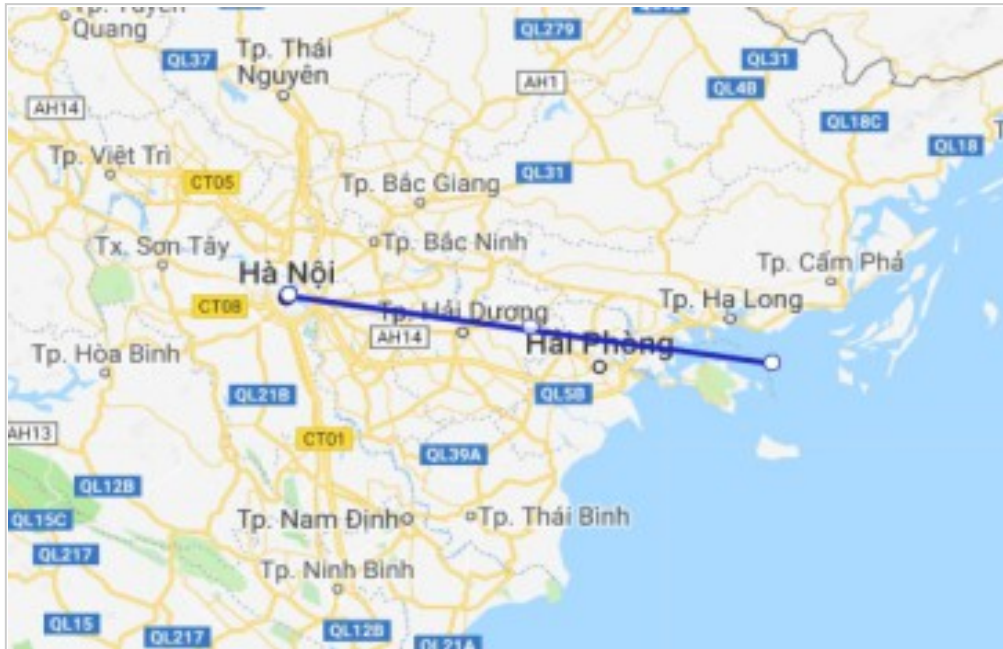 Tp. Tuyên
Quang
QL37
Tp. Thái
Nguyên
QL279
AH1
QL31
QL4B
AH14
QL18C
QL18
Tp. Việt Trì
CT05
QL31
Tp. Bắc Giang
Tp. Bắc Ninh
Tx. Sơn Tây
Hà Nội
Tp. Cẩm Phả
CT08
Tp. Hải Dương
Tp. Hạ Long
AH14
Hải Phòng
Tp. Hòa Bình
QL21B
QL5B
AH13
CT01
QL39A
QL12B
QL15C
Tp. Nam Định
Tp. Thái Bình
QL217
Tp. Ninh Bình
QL15
QL217
QL12B
QL21A